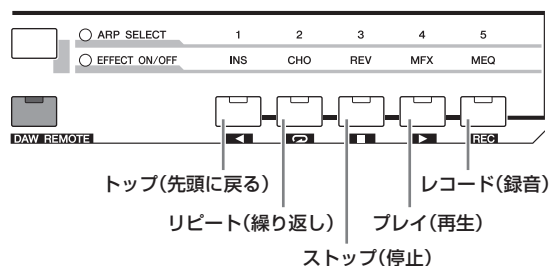 ARP SELECT 1 2 3 4 5
EFFECT ON/OFF INS CHO REV MFX MEQ
DAW REMOTE REC
トップ(先頭に戻る) レコード(録音)
リピート(繰り返し) プレイ(再生)
ストップ(停止)